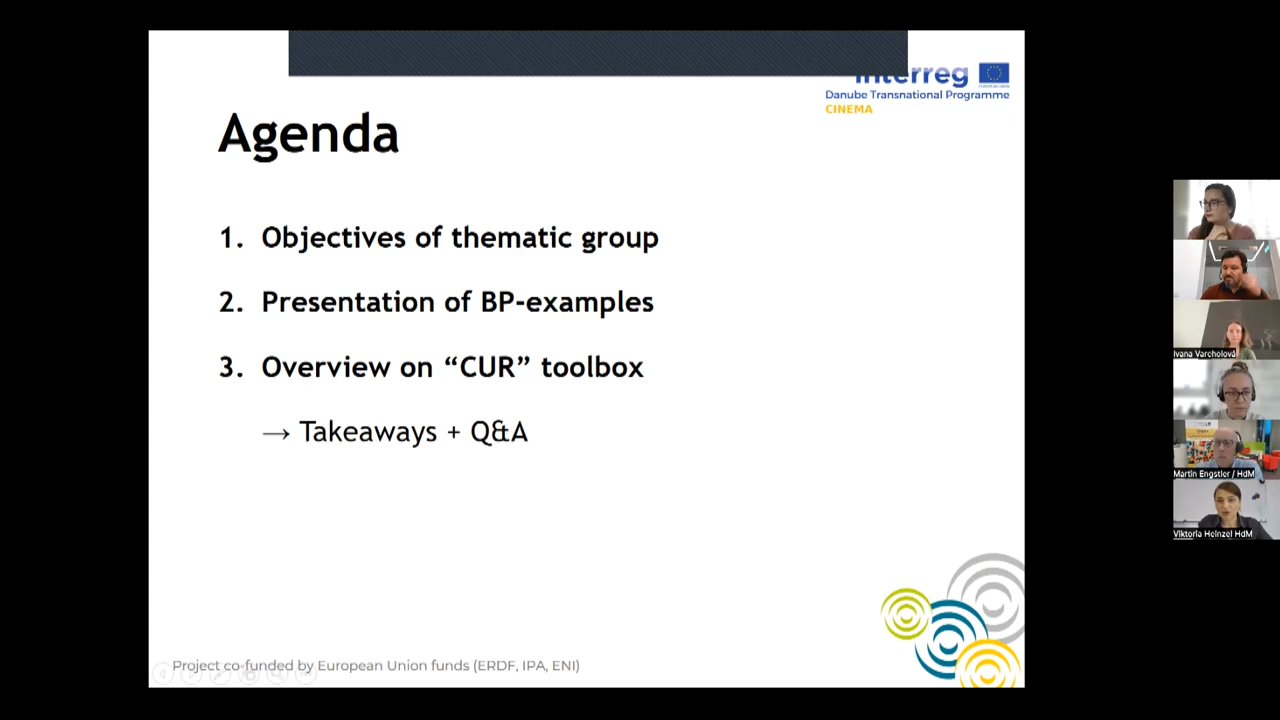 Interreg
Danube Transnational Programme
CINEMA
Agenda
1. Objectives of thematic group
2. Presentation of BP-examples
3. Overview on “CUR” toolbox
→ Takeaways + Q&A
Project co-funded by European Union funds (ERDF, IPA, ENI)
Ivana Varcholová
Martin Engstler / HdM
Viktoria Heinzel HdM